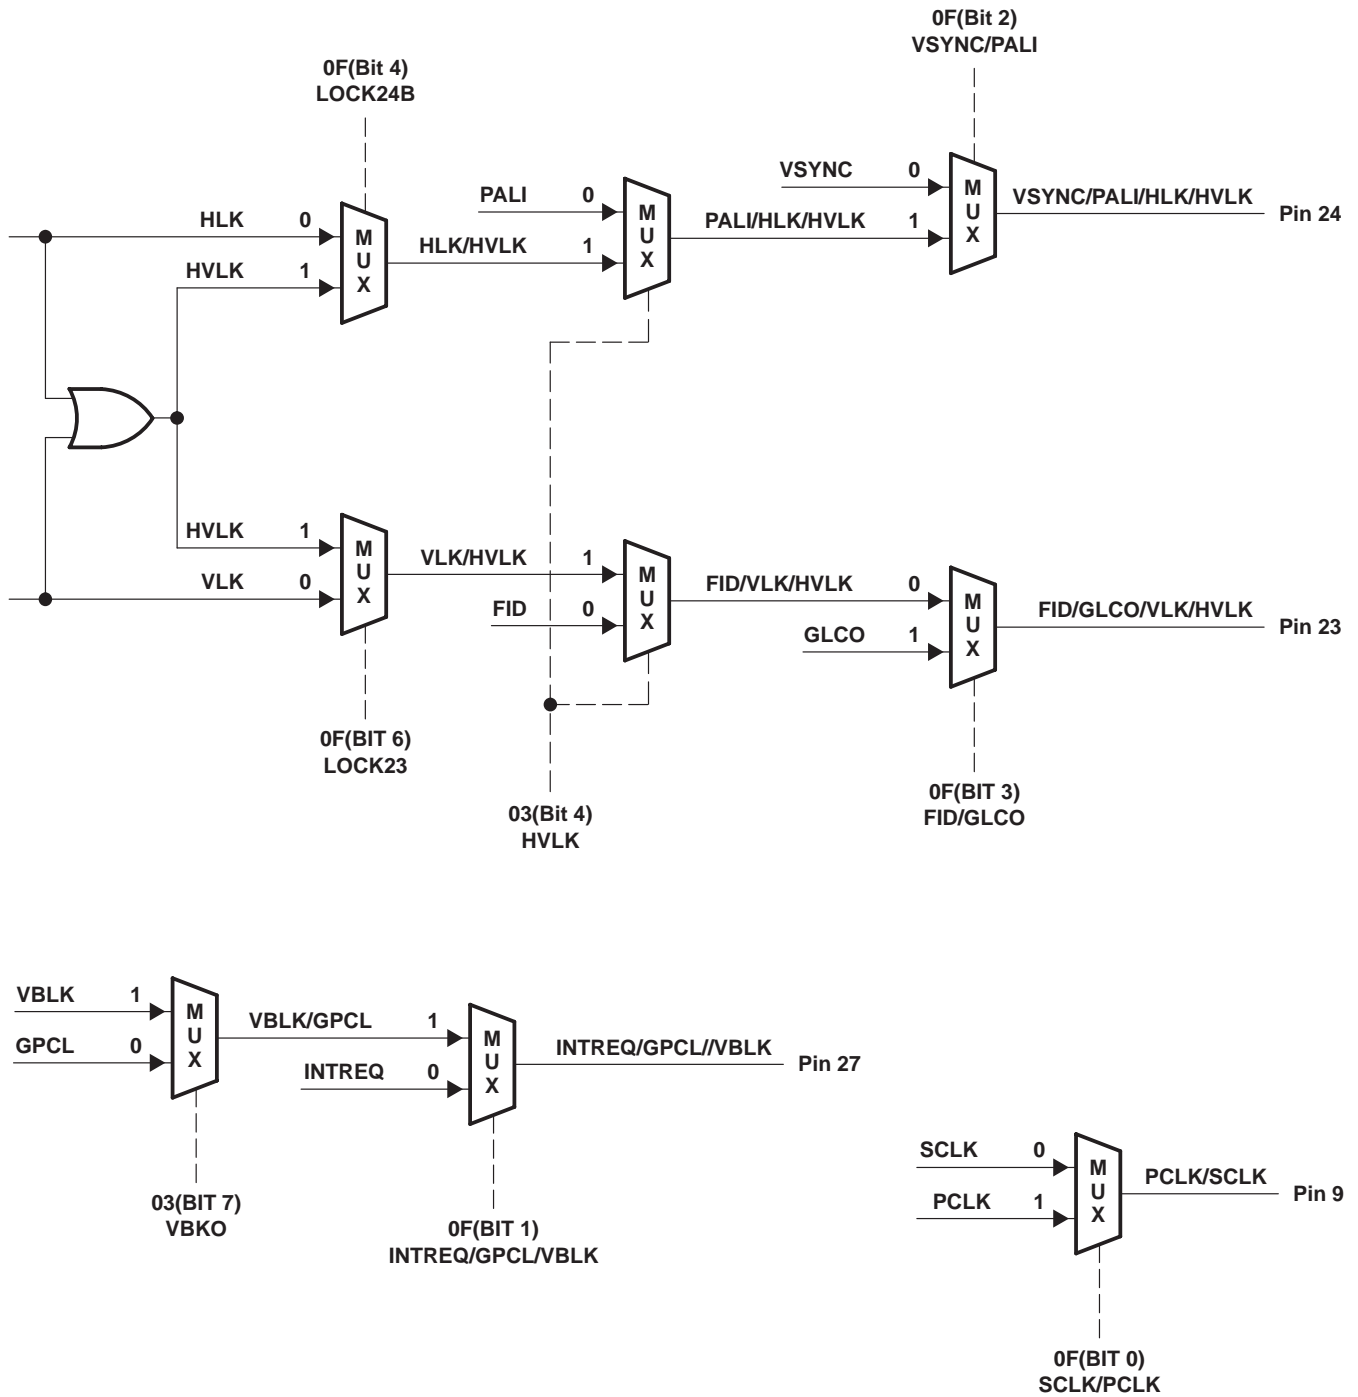 0F(Bit 2)
VSYNC/PALI
0F(Bit 4)
LOCK24B
VSYNC 0
PALI 0
M
U
X
VSYNC/PALI/HLK/HVLK
Pin 24
HLK 0
M
U
X
HLK/HVLK 1
M
U
X
PALI/HLK/HVLK 1
HVLK 1
HVLK 1
M
U
X
VLK/HVLK 1
M
U
X
FID/VLK/HVLK 0
M
U
X
FID/GLCO/VLK/HVLK
Pin 23
VLK 0
FID 0
GLCO 1
0F(BIT 6)
LOCK23
03(Bit 4)
HVLK
0F(BIT 3)
FID/GLCO
VBLK 1
M
U
X
VBLK/GPCL 1
M
U
X
INTREQ/GPCL//VBLK
Pin 27
GPCL 0
INTREQ 0
03(BIT 7)
VBKO
0F(BIT 1)
INTREQ/GPCL/VBLK
SCLK 0
M
U
X
PCLK/SCLK
Pin 9
PCLK 1
0F(BIT 0)
SCLK/PCLK